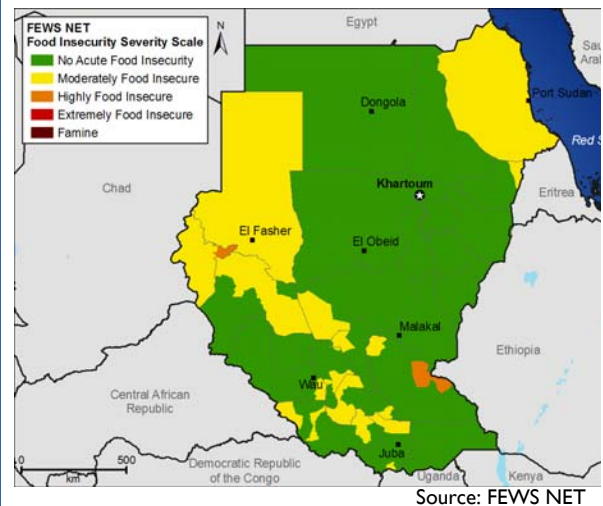 FEWS NET
Food Insecurity Severity Scale
No Acute Food Insecurity
Moderately Food Insecure
Highly Food Insecure
Extremely Food Insecure
Famine
N
Egypt
Sau
Arab
Dongola
Port Sudan
Red S
Khartoum
Chad
Eritrea
El Fasher
El Obeid
Malakal
Ethiopia
Wau
Central African
Republic
Juba
0
500
km
Democratic Republic
of the Congo
Uganda
Kenya
Source: FEWS NET